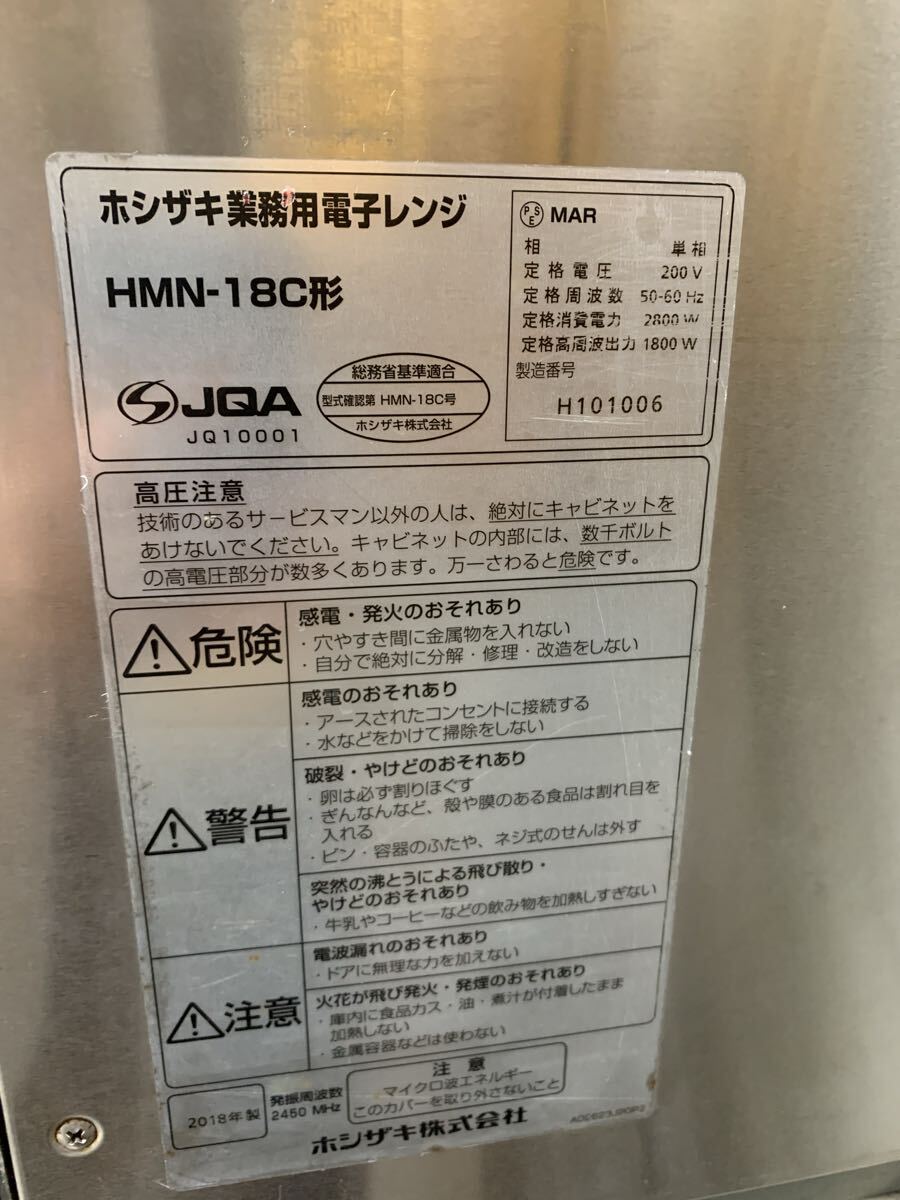 ホシザキ業務用電子レンジ
HMN-18C形
JQA
JQ10001
総務省基準適合
型式確認第 HMN-18C号
ホシザキ株式会社
PSE MAR
相 単相
定格電圧 200 V
定格周波数 50-60 Hz
定格消費電力 2800 W
定格高周波出力 1800 W
製造番号
H101006
高圧注意
技術のあるサービスマン以外の人は、絶対にキャビネットを
あけないでください。キャビネットの内部には、数千ボルト
の高電圧部分が数多くあります。万一さわると危険です。
危険
感電・発火のおそれあり
・穴やすき間に金属物を入れない
・自分で絶対に分解・修理・改造をしない
警告
感電のおそれあり
・アースされたコンセントに接続する
・水などをかけて掃除をしない
破裂・やけどのおそれあり
・卵は必ず割りほぐす
・ぎんなんなど、殻や膜のある食品は割れ目を
入れる
・ビン・容器のふたや、ネジ式のせんは外す
突然の沸とうによる飛び散り・
やけどのおそれあり
・牛乳やコーヒーなどの飲み物を加熱しすぎない
注意
電波漏れのおそれあり
・ドアに無理な力を加えない
火花が飛び発火・発煙のおそれあり
・庫内に食品カス・油・煮汁が付着したまま
加熱しない
・金属容器などは使わない
2018年製
発振周波数
2450 MHz
注意
マイクロ波エネルギー
このカバーを取り外さないこと
ホシザキ株式会社